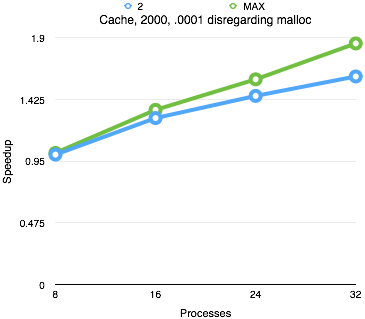 2 MAX
Cache, 2000, .0001 disregarding malloc
1.9
1.425
0.95
0.475
0
Speedup
8 16 24 32
Processes